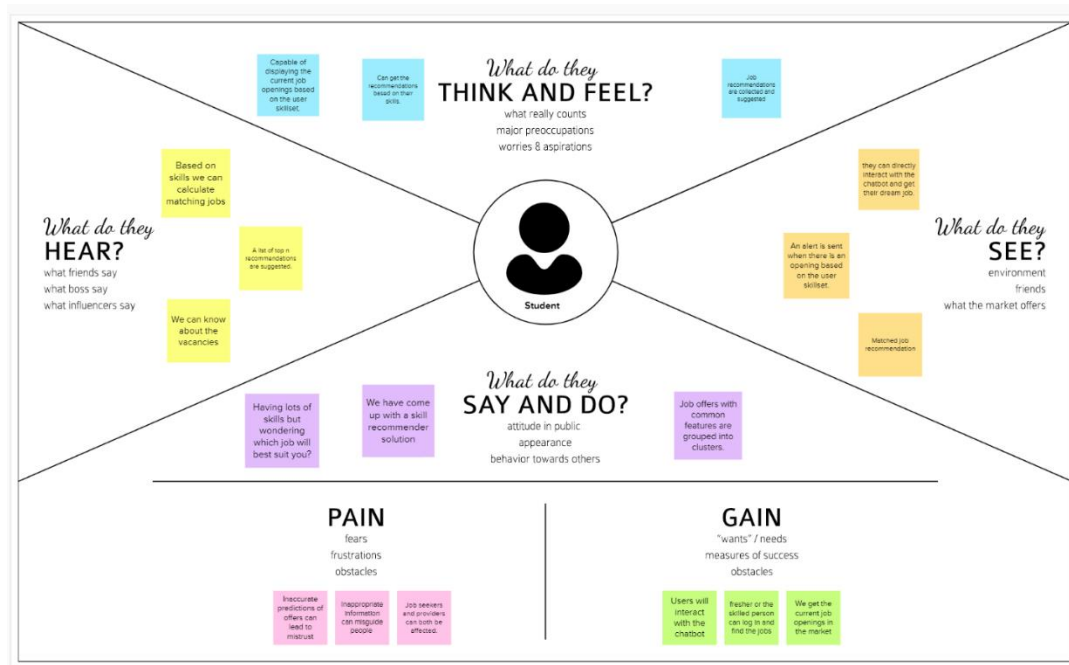 What do they
THINK AND FEEL?
what really counts
major preoccupations
worries & aspirations
Capable of
displaying the
current job
openings based
on the user
skillset.
Can get the
recommendations
based on their
skills.
Job
recommendations
are collected and
suggested
What do they
HEAR?
what friends say
what boss say
what influencers say
Based on
skills we can
calculate
matching jobs
A list of top n
recommendations
are suggested.
We can know
about the
vacancies
Student
they can directly
interact with the
chatbot and get
their dream job.
An alert is sent
when there is an
opening based
on the user
skillset.
Matched job
recommendation
What do they
SEE?
environment
friends
what the market offers
What do they
SAY AND DO?
attitude in public
appearance
behavior towards others
Having lots of
skills but
wondering
which job will
best suit you?
We have come
up with a skill
recommender
solution
Job offers with
common
features are
grouped into
clusters.
PAIN
fears
frustrations
obstacles
Inaccurate
predictions of
offers can
lead to
mistrust
Inappropriate
information
can misguide
people
Job seekers
and providers
can both be
affected.
GAIN
"wants" / needs
measures of success
obstacles
Users will
interact
with the
chatbot
fresher or the
skilled person
can log in and
find the jobs
We get the
current job
openings in
the market